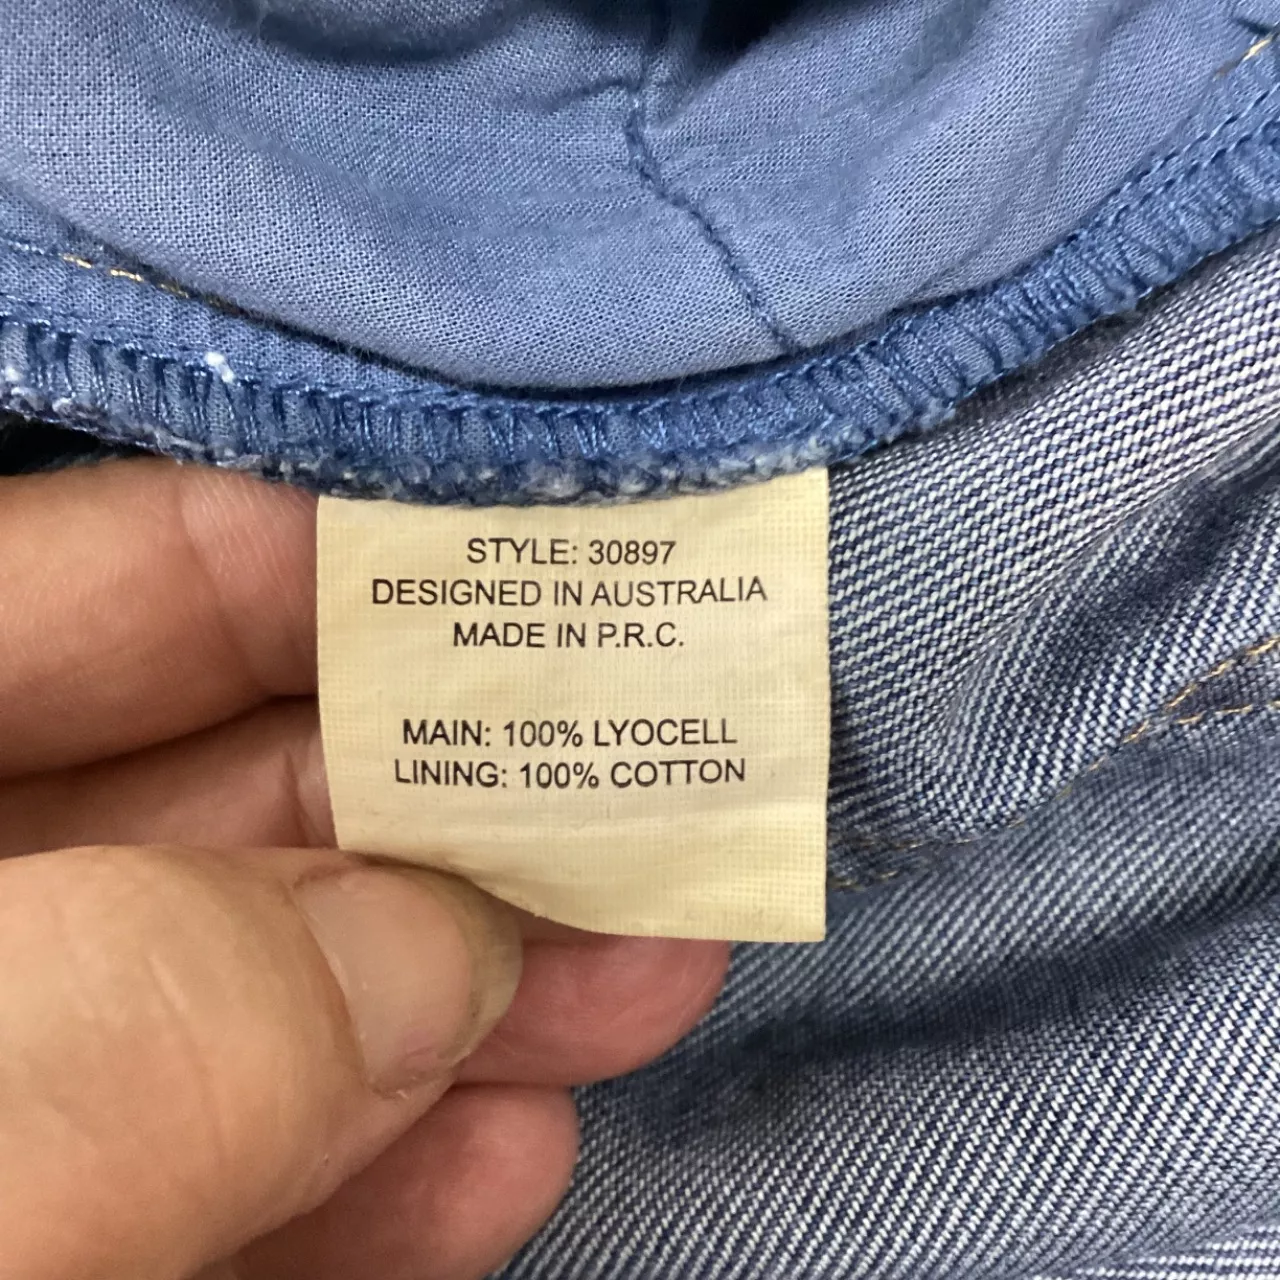 STYLE: 30897
DESIGNED IN AUSTRALIA
MADE IN P.R.C.
MAIN: 100% LYOCELL
LINING: 100% COTTON